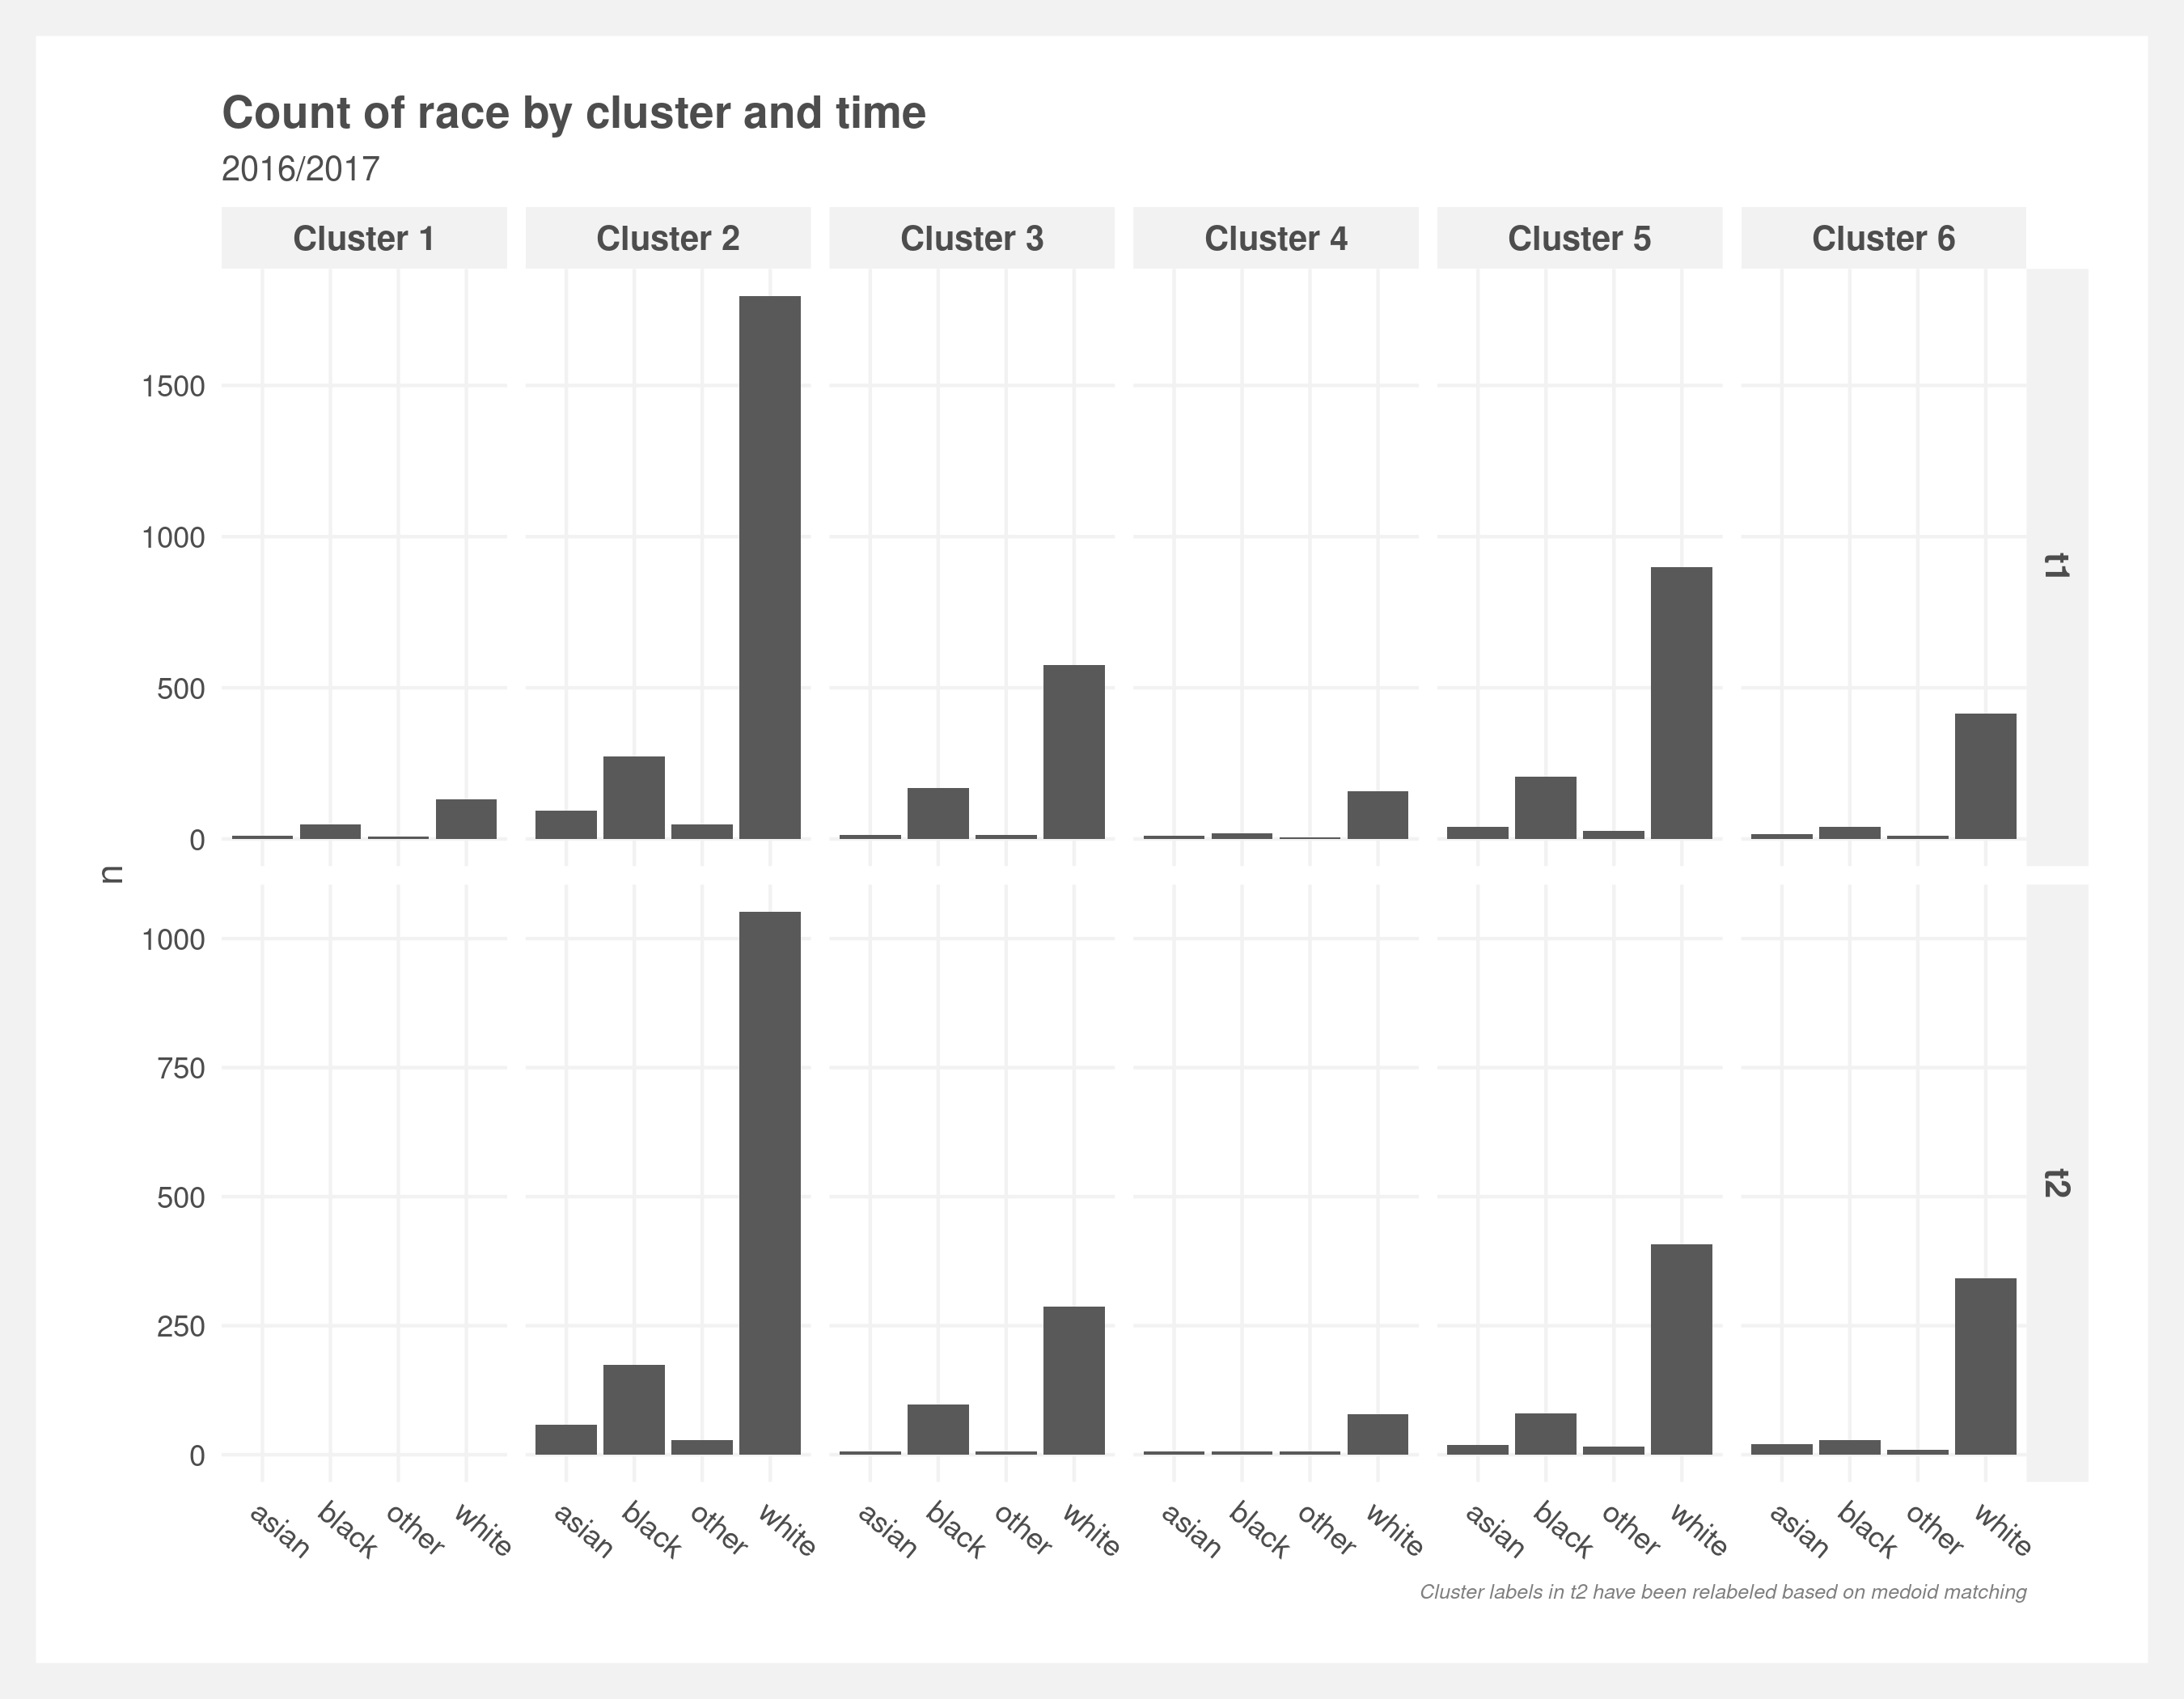 Count of race by cluster and time
2016/2017
Cluster 1 Cluster 2 Cluster 3 Cluster 4 Cluster 5 Cluster 6
1500
1000
500
0
t1
n
1000
750
500
250
0
t2
asian black other white asian black other white asian black other white asian black other white asian black other white asian black other white
Cluster labels in t2 have been relabeled based on medoid matching